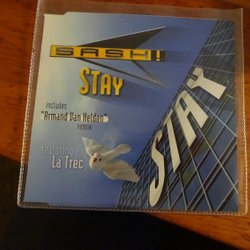 SASH!
STAY
includes
"Armand Van Helden"
remix
STAY
featuring
La Trec